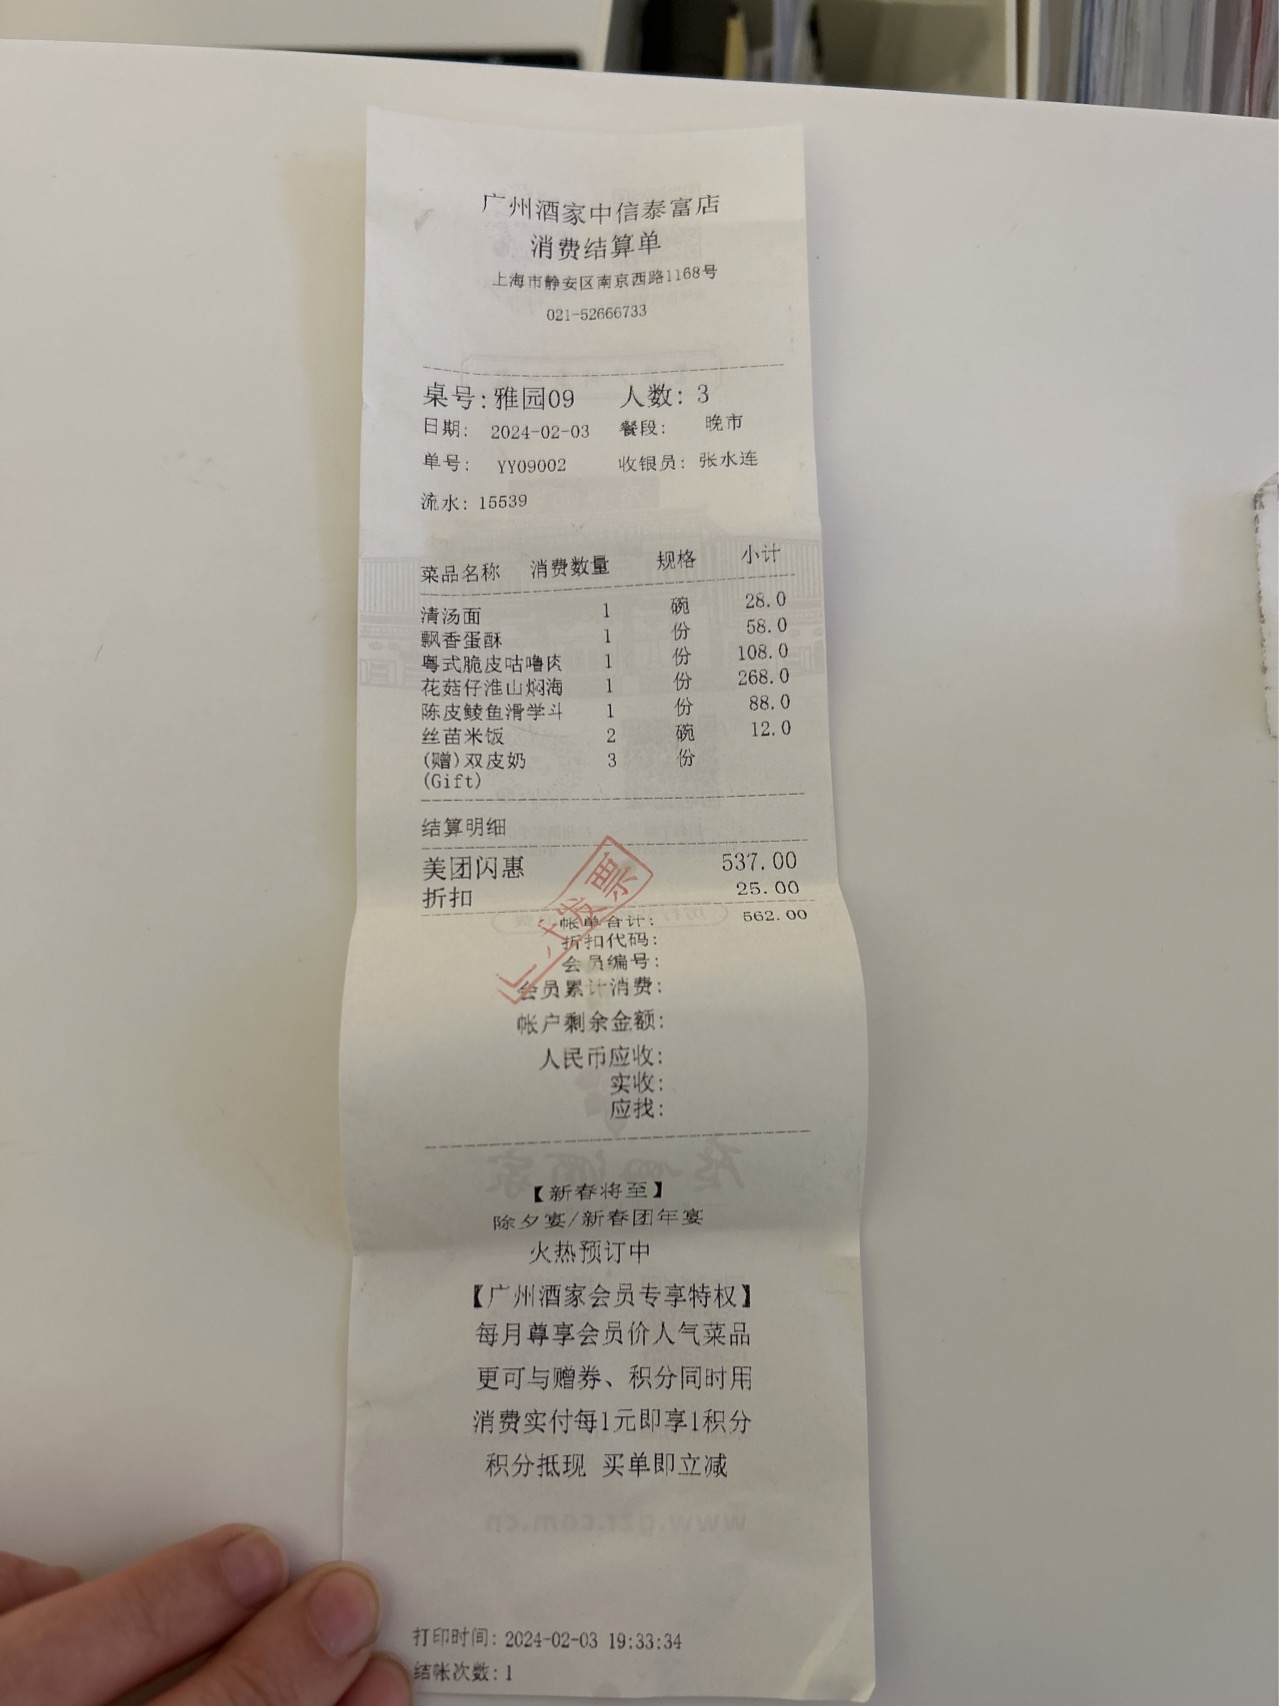 广州酒家中信泰富店
消费结算单
上海市静安区南京西路1168号
021-52666733
桌号:雅园09 人数: 3
日期: 2024-02-03 餐段: 晚市
单号: YY09002 收银员: 张水连
流水: 15539
菜品名称 消费数量 规格 小计
清汤面 1 碗 28.0
飘香蛋酥 1 份 58.0
粤式脆皮咕噜肉 1 份 108.0
花菇仔淮山焖海 1 份 268.0
陈皮鲮鱼滑学斗 1 份 88.0
丝苗米饭 2 碗 12.0
(赠)双皮奶 3 份
(Gift)
结算明细
美团闪惠 537.00
折扣 25.00
帐单合计: 562.00
折扣代码:
会员编号:
会员累计消费:
帐户剩余金额:
人民币应收:
实收:
应找:
【新春将至】
除夕宴/新春团年宴
火热预订中
【广州酒家会员专享特权】
每月尊享会员价人气菜品
更可与赠券、积分同时用
消费实付每1元即享1积分
积分抵现 买单即立减
打印时间: 2024-02-03 19:33:34
结帐次数: 1